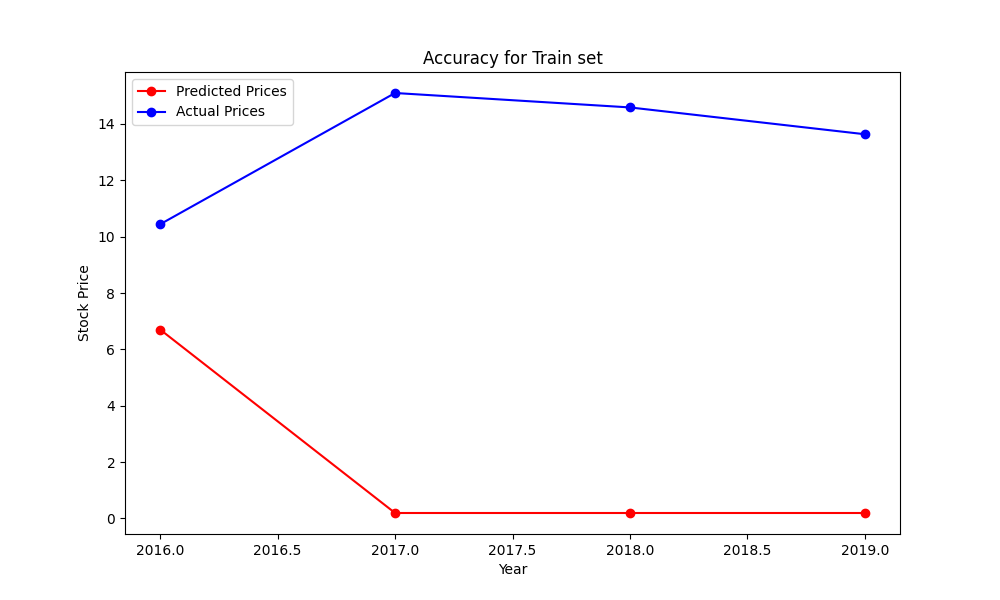 Accuracy for Train set
Predicted Prices
Actual Prices
14
12
10
8
6
4
2
0
Stock Price
2016.0 2016.5 2017.0 2017.5 2018.0 2018.5 2019.0
Year